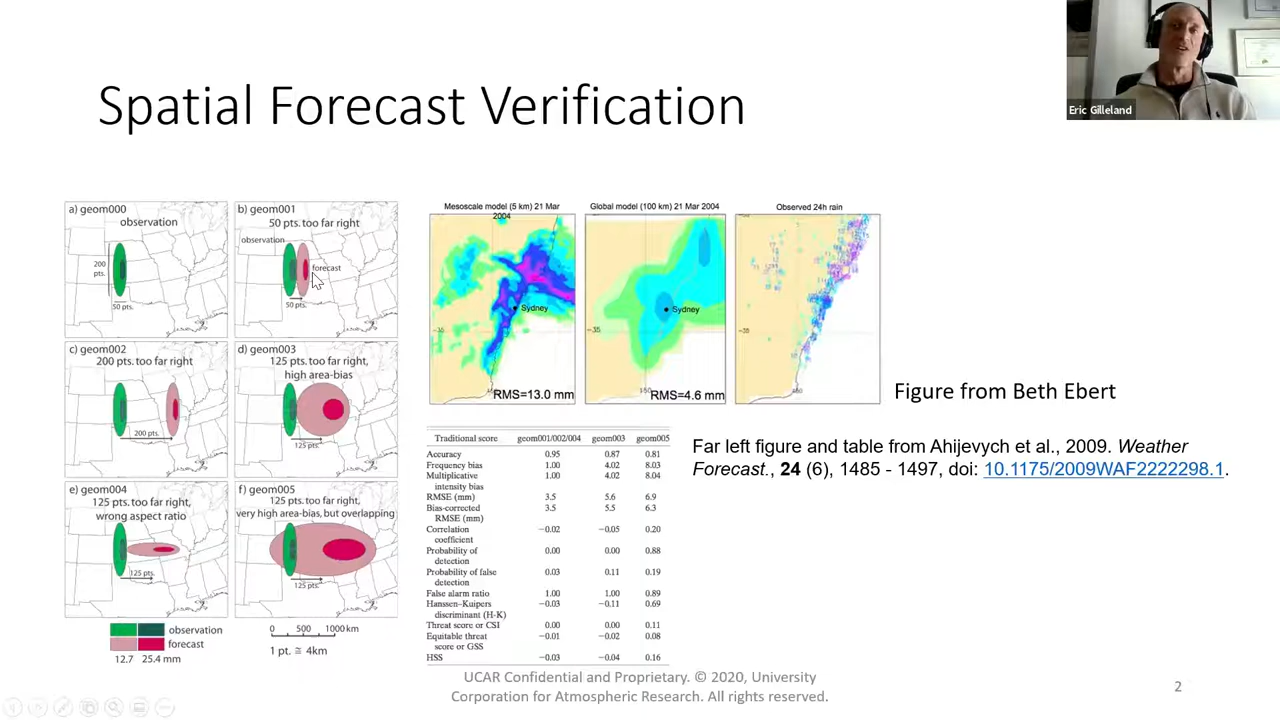 Eric Gilleland
Spatial Forecast Verification
a) geom000
observation
200
pts.
50 pts.
b) geom001
50 pts. too far right
observation
forecast
50 pts.
c) geom002
200 pts. too far right
200 pts.
d) geom003
125 pts. too far right,
high area-bias
125 pts.
e) geom004
125 pts. too far right,
wrong aspect ratio
125 pts.
f) geom005
125 pts. too far right,
very high area-bias, but overlapping
125 pts.
observation
forecast
12.7 25.4 mm
0 500 1000 km
1 pt. ≅ 4km
Mesoscale model (5 km) 21 Mar
2004
Sydney
RMS=13.0 mm
Global model (100 km) 21 Mar 2004
Sydney
-35
150
RMS=4.6 mm
Observed 24h rain
Figure from Beth Ebert
Traditional score geom001/002/004 geom003 geom005
Accuracy 0.95 0.87 0.81
Frequency bias 1.00 4.02 8.03
Multiplicative 1.00 4.02 8.04
intensity bias
RMSE (mm) 3.5 5.6 6.9
Bias-corrected 3.5 5.5 6.3
RMSE (mm)
Correlation −0.02 −0.05 0.20
coefficient
Probability of 0.00 0.00 0.88
detection
Probability of false 0.03 0.11 0.19
detection
False alarm ratio 1.00 1.00 0.89
Hanssen–Kuipers −0.03 −0.11 0.69
discriminant (H-K)
Threat score or CSI 0.00 0.00 0.11
Equitable threat −0.01 −0.02 0.08
score or GSS
HSS −0.03 −0.04 0.16
Far left figure and table from Ahijevych et al., 2009. Weather
Forecast., 24 (6), 1485 - 1497, doi: 10.1175/2009WAF2222298.1.
UCAR Confidential and Proprietary. © 2020, University
Corporation for Atmospheric Research. All rights reserved.
2